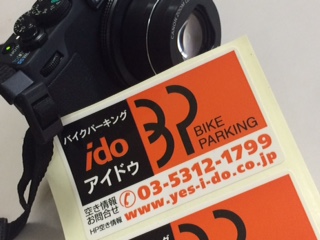 バイクパーキング
ido
アイドゥ
BP
BIKE
PARKING
空き情報
お問合せ
03-5312-1799
HP空き情報
www.yes-i-do.co.jp